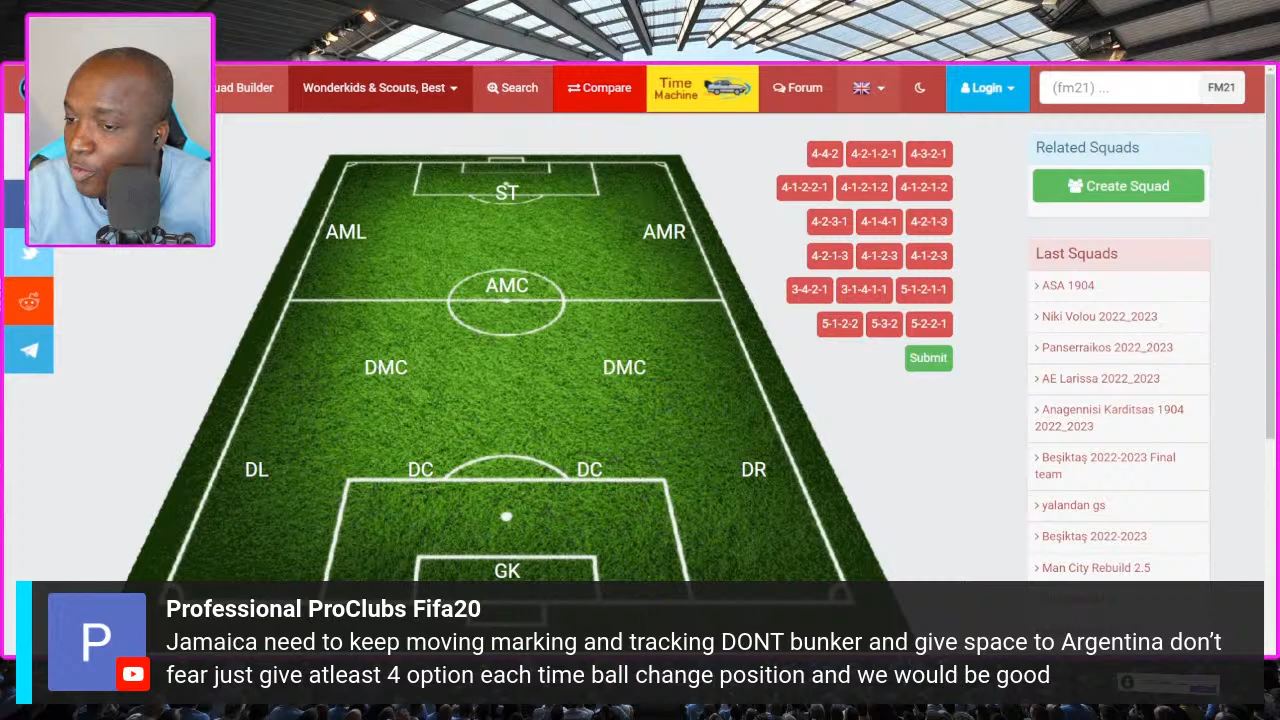 uad Builder
Wonderkids & Scouts, Best
Search
Compare
Time
Machine
Forum
Login
(fm21) ...
FM21
ST
AML
AMR
AMC
DMC
DMC
DL
DC
DC
DR
GK
4-4-2 4-2-1-2-1 4-3-2-1
4-1-2-2-1 4-1-2-1-2 4-1-2-1-2
4-2-3-1 4-1-4-1 4-2-1-3
4-2-1-3 4-1-2-3 4-1-2-3
3-4-2-1 3-1-4-1-1 5-1-2-1-1
5-1-2-2 5-3-2 5-2-2-1
Submit
Related Squads
Create Squad
Last Squads
ASA 1904
Niki Volou 2022_2023
Panserraikos 2022_2023
AE Larissa 2022_2023
Anagennisi Karditsas 1904
2022_2023
Beşiktaş 2022-2023 Final
team
yalandan gs
Beşiktaş 2022-2023
Man City Rebuild 2.5
P
Professional ProClubs Fifa20
Jamaica need to keep moving marking and tracking DONT bunker and give space to Argentina don't
fear just give atleast 4 option each time ball change position and we would be good